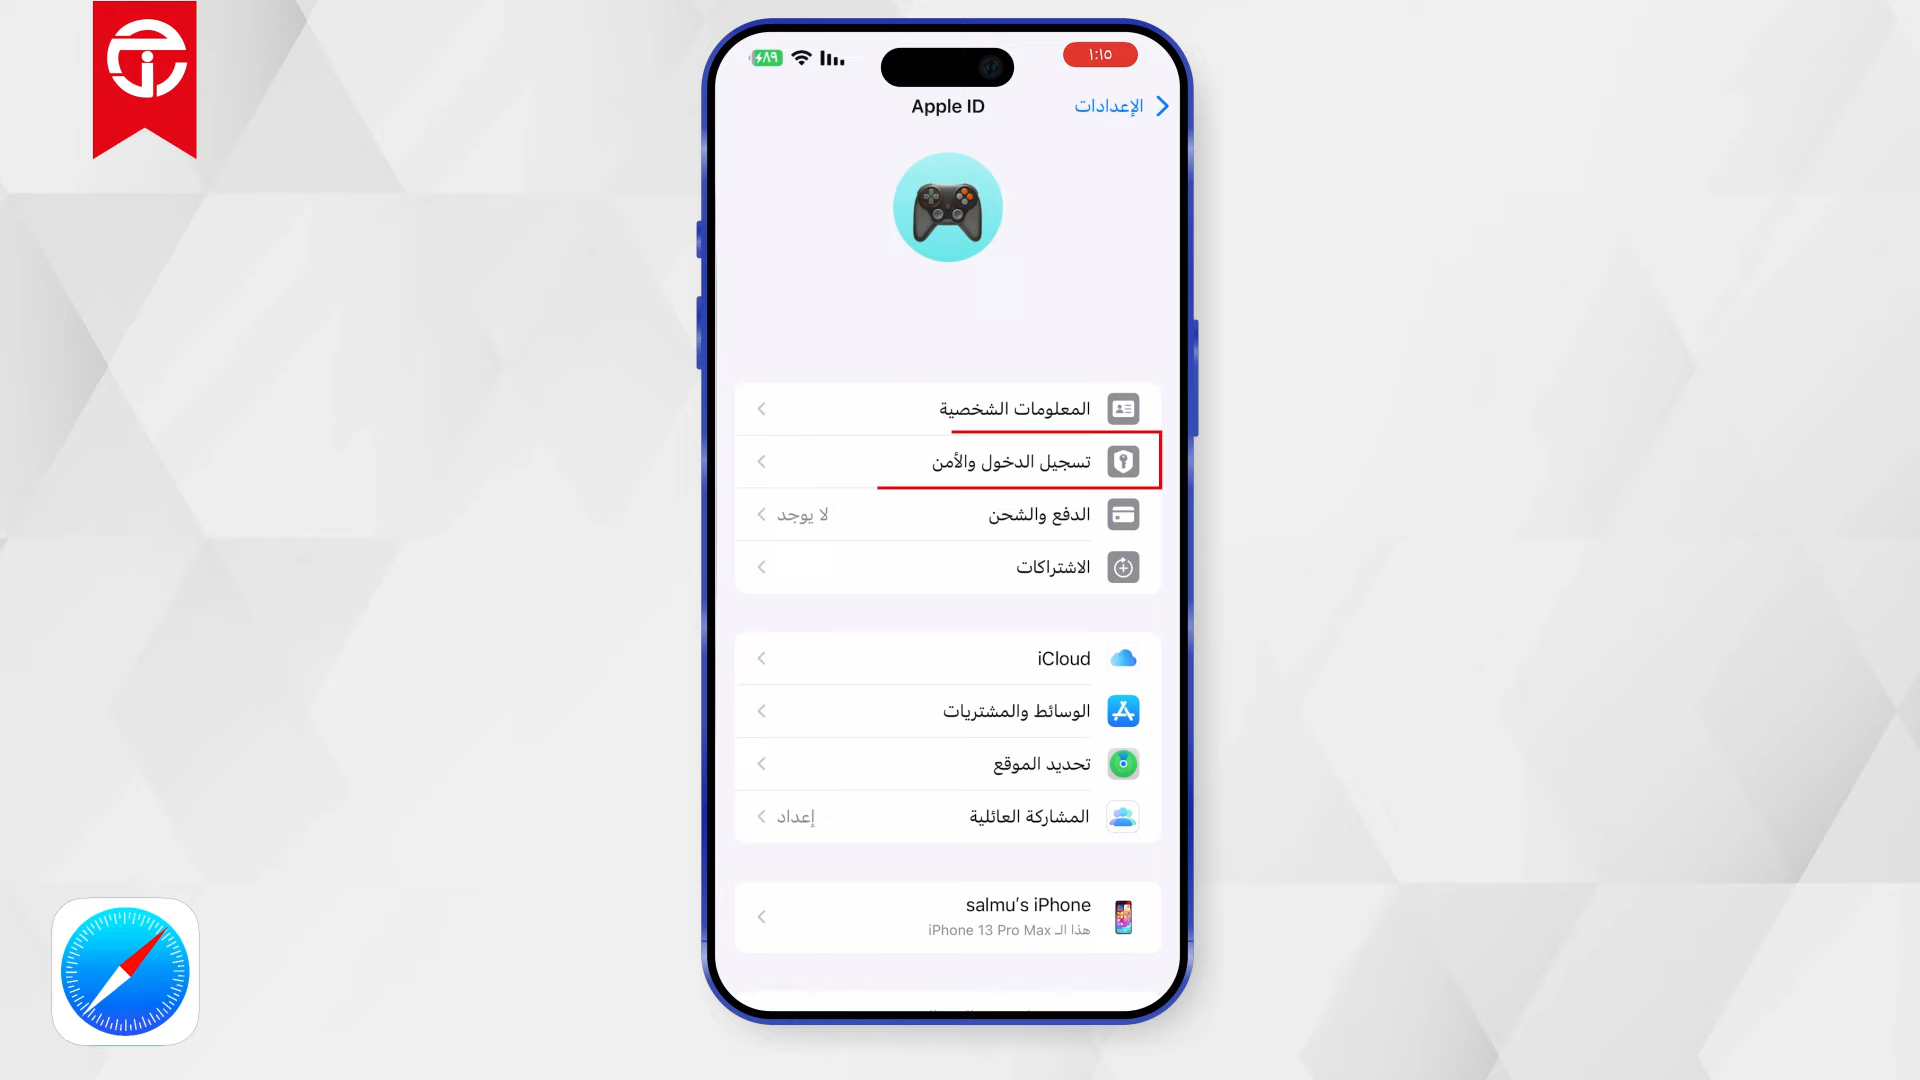 ١:١٥
٨٩
الإعدادات
Apple ID
المعلومات الشخصية
تسجيل الدخول والأمن
الدفع والشحن
لا يوجد
الاشتراكات
iCloud
الوسائط والمشتريات
تحديد الموقع
المشاركة العائلية
إعداد
salmu’s iPhone
هذا الـ iPhone 13 Pro Max